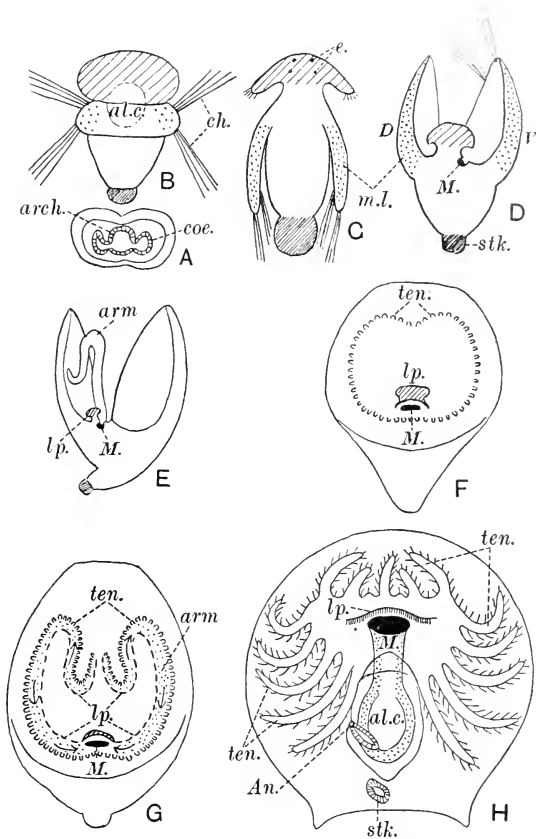 e.
al.c.
ch.
B
D
V
M.
m.l.
C
D
stk.
arch.
coe.
A
arm
lp.
M.
E
ten.
lp.
M.
F
ten.
arm
lp.
M.
G
ten.
lp.
M.
al.c.
ten.
An.
stk.
H